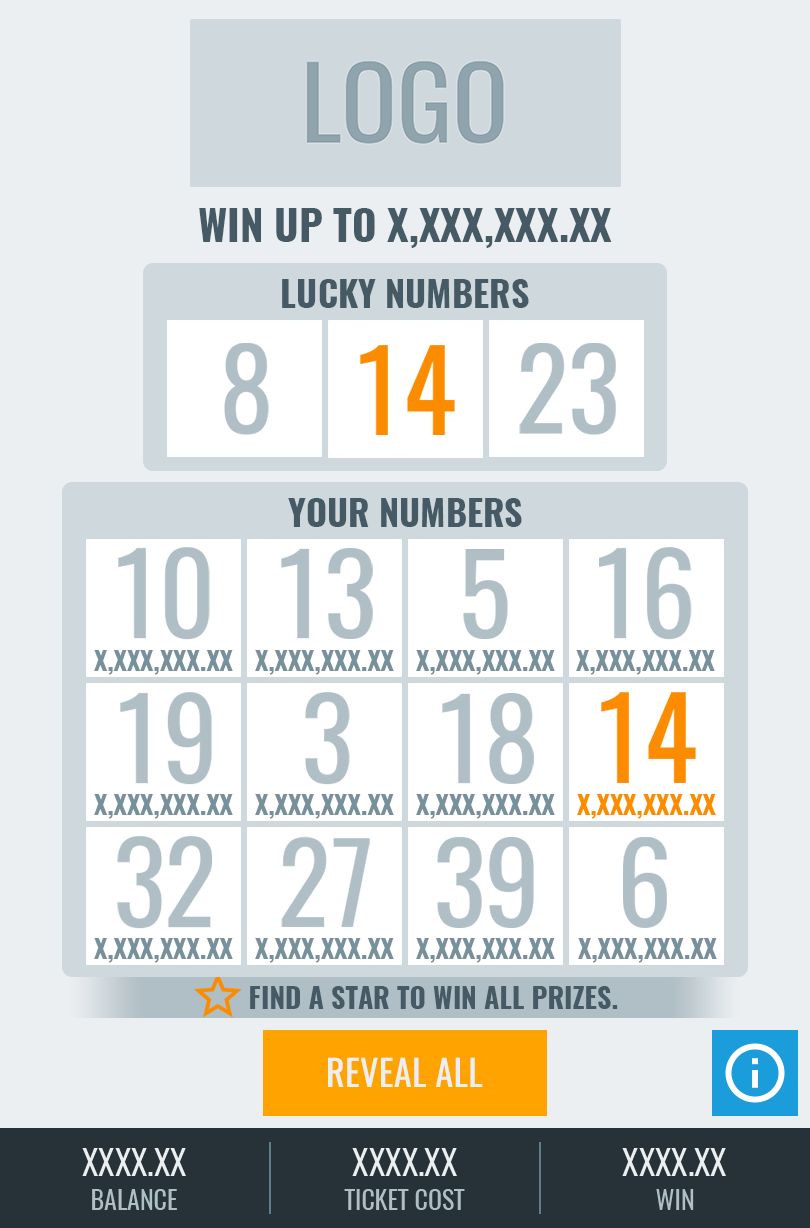 LOGO
WIN UP TO X,XXX,XXX.XX
LUCKY NUMBERS
8 14 23
YOUR NUMBERS
10 13 5 16
X,XXX,XXX.XX X,XXX,XXX.XX X,XXX,XXX.XX X,XXX,XXX.XX
19 3 18 14
X,XXX,XXX.XX X,XXX,XXX.XX X,XXX,XXX.XX X,XXX,XXX.XX
32 27 39 6
X,XXX,XXX.XX X,XXX,XXX.XX X,XXX,XXX.XX X,XXX,XXX.XX
FIND A STAR TO WIN ALL PRIZES.
REVEAL ALL
XXXX.XX XXXX.XX XXXX.XX
BALANCE TICKET COST WIN